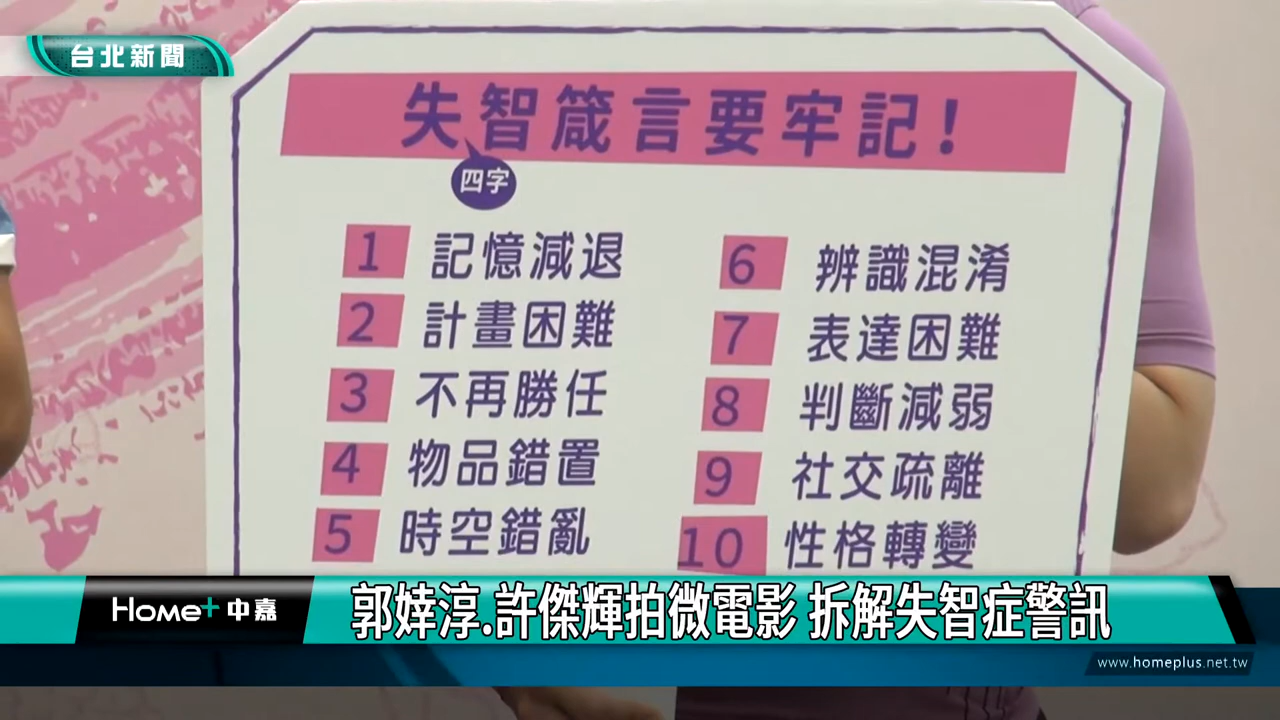 台北新聞
失智箴言要牢記!
四字
1 記憶減退
2 計畫困難
3 不再勝任
4 物品錯置
5 時空錯亂
6 辨識混淆
7 表達困難
8 判斷減弱
9 社交疏離
10 性格轉變
Home+ 中嘉
郭婞淳.許傑輝拍微電影 拆解失智症警訊
www.homeplus.net.tw